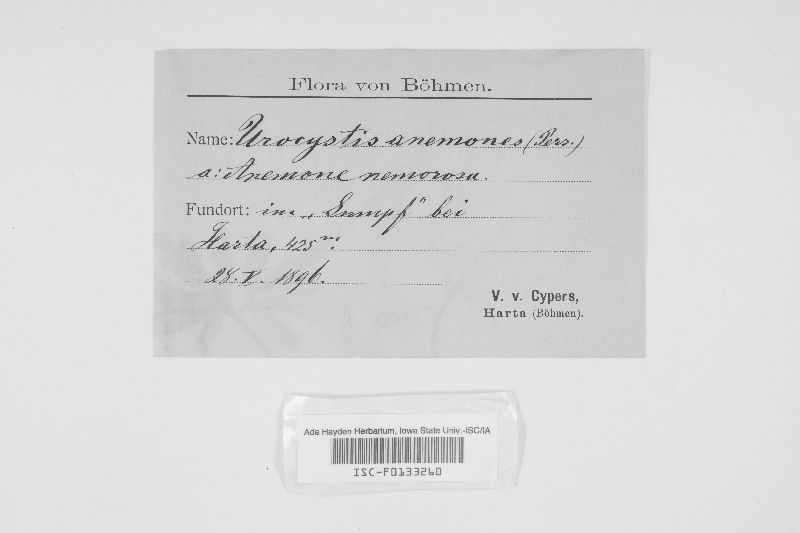 Flora von Böhmen.
Name: Urocystis anemones (Pers.)
a: Anemone nemorosa.
Fundort: im „Sumpf" bei
Harta, 425 m.
28. V. 1896.
V. v. Cypers,
Harta (Böhmen).
Ada Hayden Herbarium, Iowa State Univ.-ISC/IA
ISC-F0133260